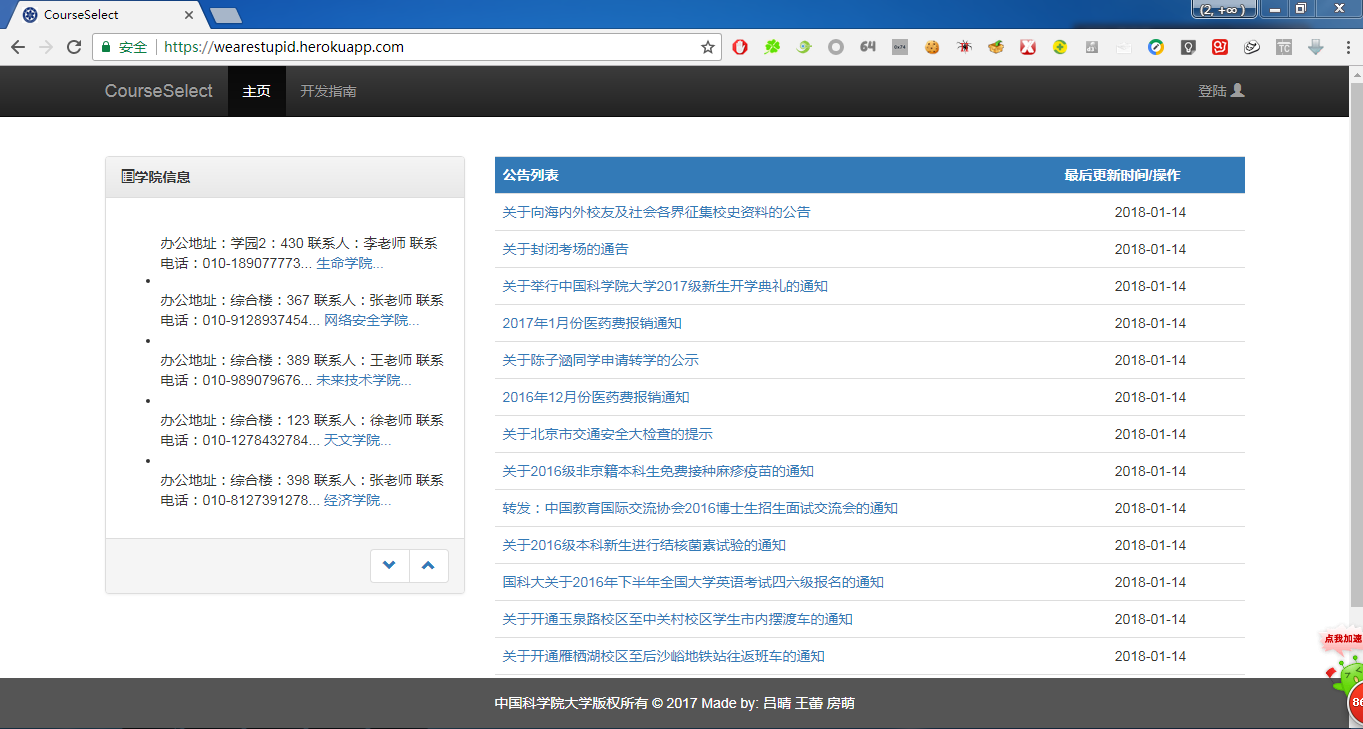 CourseSelect
(2, +∞ )
安全 https://wearestupid.herokuapp.com
64
0x74
TC
CourseSelect 主页 开发指南 登陆
学院信息
办公地址：学园2：430 联系人：李老师 联系
电话：010-189077773... 生命学院...
办公地址：综合楼：367 联系人：张老师 联系
电话：010-9128937454... 网络安全学院...
办公地址：综合楼：389 联系人：王老师 联系
电话：010-989079676... 未来技术学院...
办公地址：综合楼：123 联系人：徐老师 联系
电话：010-1278432784... 天文学院...
办公地址：综合楼：398 联系人：张老师 联系
电话：010-8127391278... 经济学院...
公告列表 最后更新时间/操作
关于向海内外校友及社会各界征集校史资料的公告 2018-01-14
关于封闭考场的通告 2018-01-14
关于举行中国科学院大学2017级新生开学典礼的通知 2018-01-14
2017年1月份医药费报销通知 2018-01-14
关于陈子涵同学申请转学的公示 2018-01-14
2016年12月份医药费报销通知 2018-01-14
关于北京市交通安全大检查的提示 2018-01-14
关于2016级非京籍本科生免费接种麻疹疫苗的通知 2018-01-14
转发：中国教育国际交流协会2016博士生招生面试交流会的通知 2018-01-14
关于2016级本科新生进行结核菌素试验的通知 2018-01-14
国科大关于2016年下半年全国大学英语考试四六级报名的通知 2018-01-14
关于开通玉泉路校区至中关村校区学生市内摆渡车的通知 2018-01-14
关于开通雁栖湖校区至后沙峪地铁站往返班车的通知 2018-01-14
点我加速
86
中国科学院大学版权所有 © 2017 Made by: 吕晴 王蕾 房萌